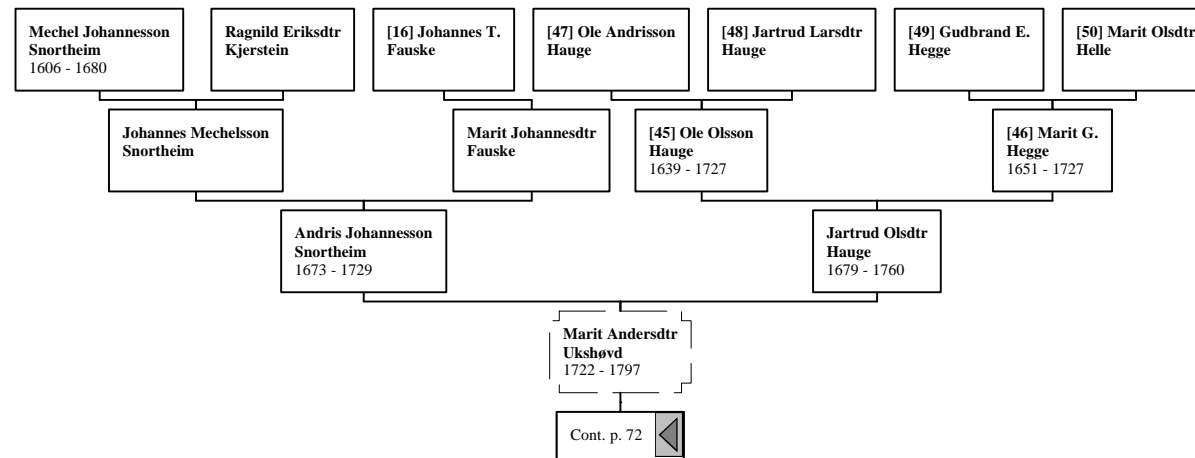 Mechel Johannesson
Snortheim
1606 - 1680
Ragnild Eriksdtr
Kjerstein
[16] Johannes T.
Fauske
[47] Ole Andrisson
Hauge
[48] Jartrud Larsdtr
Hauge
[49] Gudbrand E.
Hegge
[50] Marit Olsdtr
Helle
Johannes Mechelsson
Snortheim
Marit Johannesdtr
Fauske
[45] Ole Olsson
Hauge
1639 - 1727
[46] Marit G.
Hegge
1651 - 1727
Andris Johannesson
Snortheim
1673 - 1729
Jartrud Olsdtr
Hauge
1679 - 1760
Marit Andersdtr
Ukshøvd
1722 - 1797
Cont. p. 72